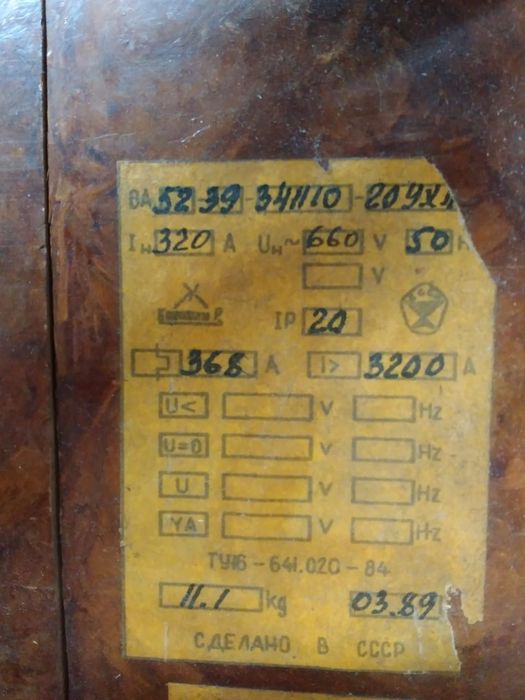 ВА 52-39-341110-20УХЛ
Iн 320 А Uн~ 660 V 50
V
IP 20
368 А I> 3200 А
U< V Hz
U=0 V Hz
U V Hz
YA V Hz
ТУ16-641.020-84
11.1 kg 03.89
СДЕЛАНО В СССР